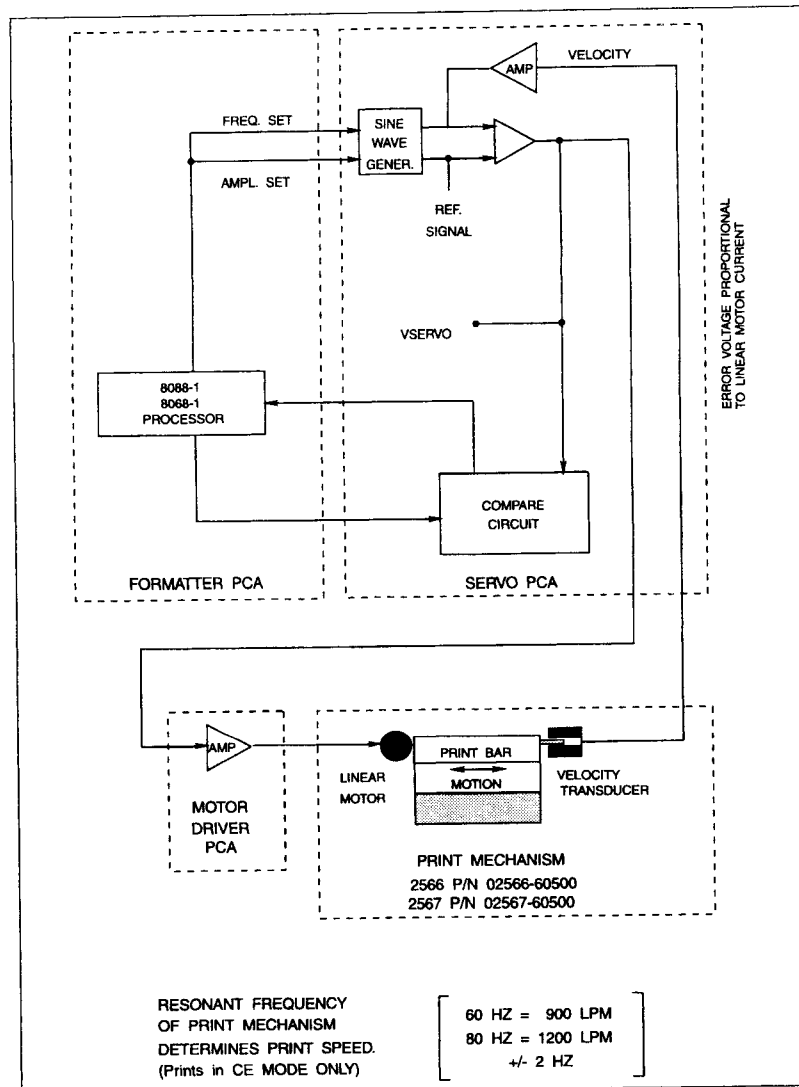 VELOCITY
AMP
FREQ. SET
SINE
WAVE
GENER.
AMPL. SET
REF.
SIGNAL
VSERVO
ERROR VOLTAGE PROPORTIONAL
TO LINEAR MOTOR CURRENT
8088-1
8068-1
PROCESSOR
COMPARE
CIRCUIT
FORMATTER PCA
SERVO PCA
AMP
MOTOR
DRIVER
PCA
LINEAR
MOTOR
PRINT BAR
MOTION
VELOCITY
TRANSDUCER
PRINT MECHANISM
2566 P/N 02566-60500
2567 P/N 02567-60500
RESONANT FREQUENCY
OF PRINT MECHANISM
DETERMINES PRINT SPEED.
(Prints in CE MODE ONLY)
60 HZ = 900 LPM
80 HZ = 1200 LPM
+/- 2 HZ